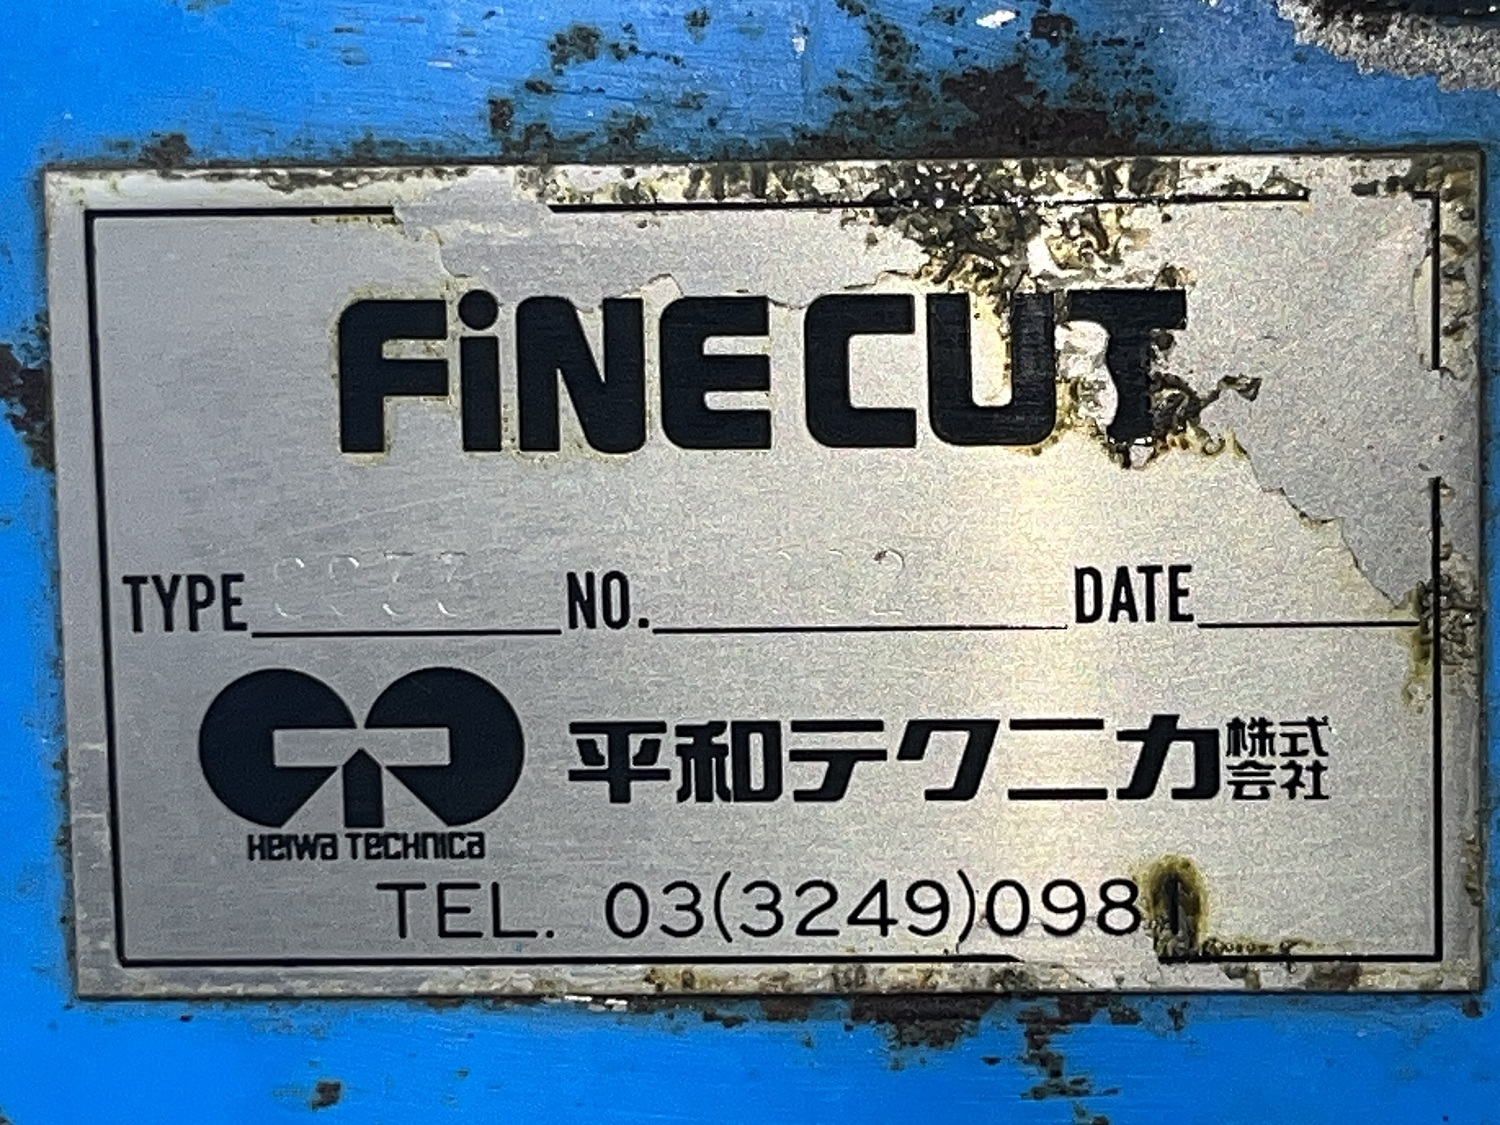 FiNE CUT
TYPE NO. DATE
平和テクニカ株式会社
HEIWA TECHNICA
TEL. 03(3249)0981